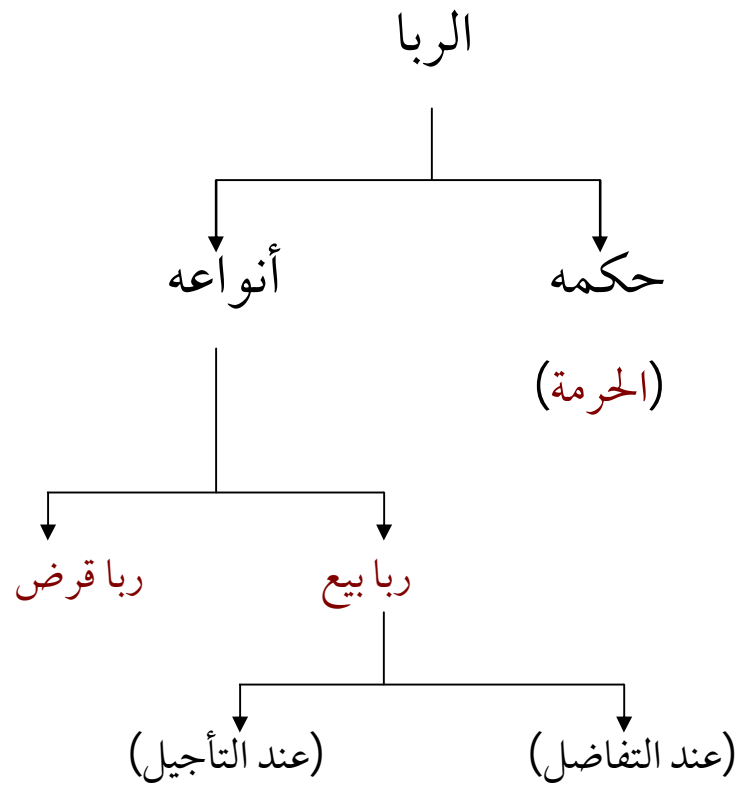 الربا
حكمه
أنواعه
(الحرمة)
ربا بيع
ربا قرض
(عند التفاضل)
(عند التأجيل)